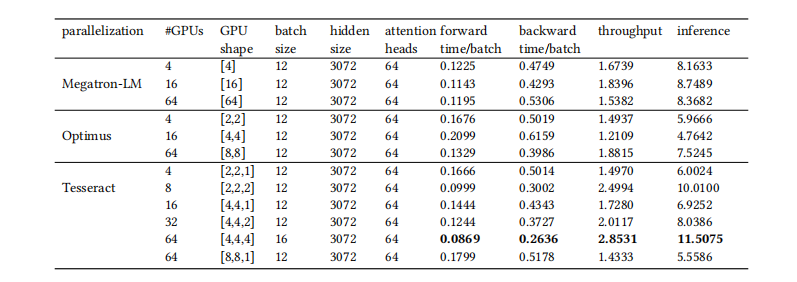 parallelization #GPUs GPU shape batch size hidden size attention heads forward time/batch backward time/batch throughput inference
4 [4] 12 3072 64 0.1225 0.4749 1.6739 8.1633
Megatron-LM 16 [16] 12 3072 64 0.1143 0.4293 1.8396 8.7489
64 [64] 12 3072 64 0.1195 0.5306 1.5382 8.3682
4 [2,2] 12 3072 64 0.1676 0.5019 1.4937 5.9666
Optimus 16 [4,4] 12 3072 64 0.2099 0.6159 1.2109 4.7642
64 [8,8] 12 3072 64 0.1329 0.3986 1.8815 7.5245
4 [2,2,1] 12 3072 64 0.1666 0.5014 1.4970 6.0024
Tesseract 8 [2,2,2] 12 3072 64 0.0999 0.3002 2.4994 10.0100
16 [4,4,1] 12 3072 64 0.1444 0.4343 1.7280 6.9252
32 [4,4,2] 12 3072 64 0.1244 0.3727 2.0117 8.0386
64 [4,4,4] 16 3072 64 0.0869 0.2636 2.8531 11.5075
64 [8,8,1] 12 3072 64 0.1799 0.5178 1.4333 5.5586